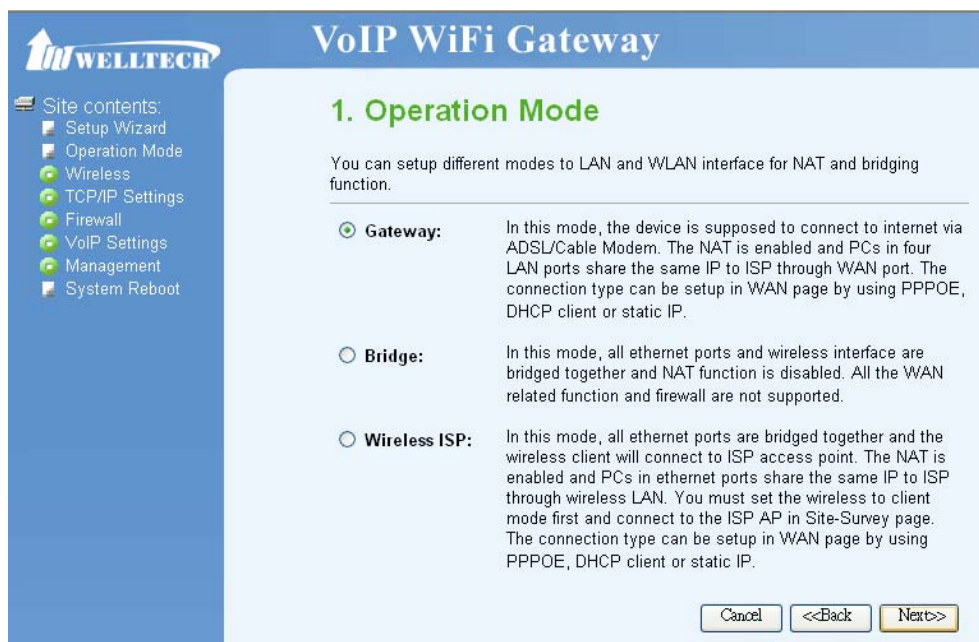 WELLTECH
VoIP WiFi Gateway
Site contents:
Setup Wizard
Operation Mode
Wireless
TCP/IP Settings
Firewall
VoIP Settings
Management
System Reboot
1. Operation Mode
You can setup different modes to LAN and WLAN interface for NAT and bridging
function.
Gateway:
In this mode, the device is supposed to connect to internet via
ADSL/Cable Modem. The NAT is enabled and PCs in four
LAN ports share the same IP to ISP through WAN port. The
connection type can be setup in WAN page by using PPPOE,
DHCP client or static IP.
Bridge:
In this mode, all ethernet ports and wireless interface are
bridged together and NAT function is disabled. All the WAN
related function and firewall are not supported.
Wireless ISP:
In this mode, all ethernet ports are bridged together and the
wireless client will connect to ISP access point. The NAT is
enabled and PCs in ethernet ports share the same IP to ISP
through wireless LAN. You must set the wireless to client
mode first and connect to the ISP AP in Site-Survey page.
The connection type can be setup in WAN page by using
PPPOE, DHCP client or static IP.
Cancel
<<Back
Next>>